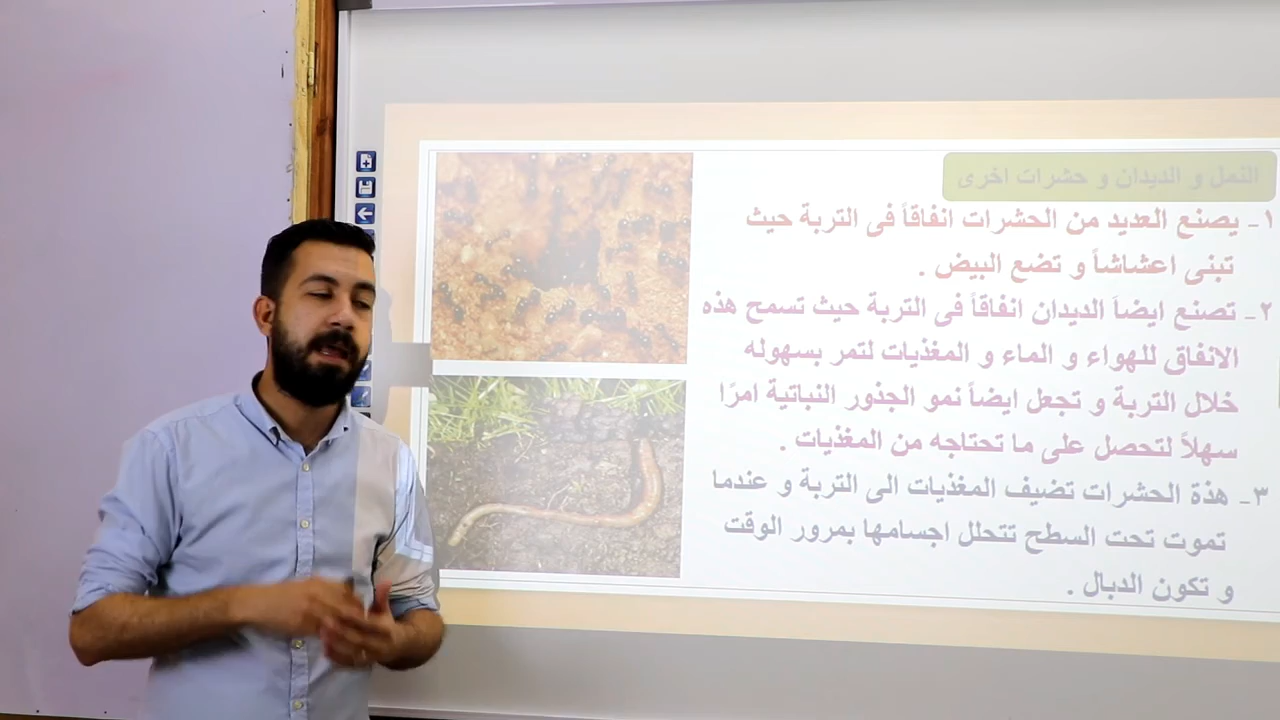 النمل و الديدان و حشرات اخرى
١- يصنع العديد من الحشرات انفاقاً فى التربة حيث
تبنى اعشاشاً و تضع البيض .
٢- تصنع ايضاً الديدان انفاقاً فى التربة حيث تسمح هذه
الانفاق للهواء و الماء و المغذيات لتمر بسهوله
خلال التربة و تجعل ايضاً نمو الجذور النباتية امرًا
سهلاً لتحصل على ما تحتاجه من المغذيات .
٣- هذة الحشرات تضيف المغذيات الى التربة و عندما
تموت تحت السطح تتحلل اجسامها بمرور الوقت
و تكون الدبال .